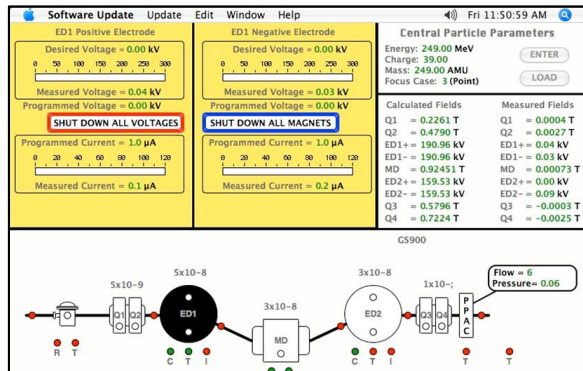 Software Update Update Edit Window Help Fri 11:50:59 AM
ED1 Positive Electrode
Desired Voltage = 0.00 kV
0 50 100 150 200 250 300
Measured Voltage = 0.04 kV
Programmed Voltage = 0.00 kV
SHUT DOWN ALL VOLTAGES
Programmed Current = 1.0 µA
0 20 40 60 80 100 120
Measured Current = 0.1 µA
ED1 Negative Electrode
Desired Voltage = 0.00 kV
0 50 100 150 200 250 300
Measured Voltage = 0.03 kV
Programmed Voltage = 0.00 kV
SHUT DOWN ALL MAGNETS
Programmed Current = 1.0 µA
0 20 40 60 80 100 120
Measured Current = 0.2 µA
Central Particle Parameters
Energy: 249.00 MeV
Charge: 39.00
Mass: 249.00 AMU
Focus Case: 3 (Point)
ENTER
LOAD
Calculated Fields
Q1 = 0.2261 T
Q2 = 0.4790 T
ED1+ = 190.96 kV
ED1- = 190.96 kV
MD = 0.92451 T
ED2+ = 159.53 kV
ED2- = 159.53 kV
Q3 = 0.5796 T
Q4 = 0.7224 T
Measured Fields
Q1 = 0.0004 T
Q2 = 0.0027 T
ED1+ = 0.04 kV
ED1- = 0.03 kV
MD = 0.00073 T
ED2+ = 0.00 kV
ED2- = 0.09 kV
Q3 = -0.0003 T
Q4 = -0.0025 T
GS900
Flow = 6
Pressure= 0.06
5x10-9
5x10-8
3x10-8
3x10-8
1x10-;
Q1 Q2
ED1
MD
ED2
Q3 Q4
PPAC
R T
C T I
C T I
T
T